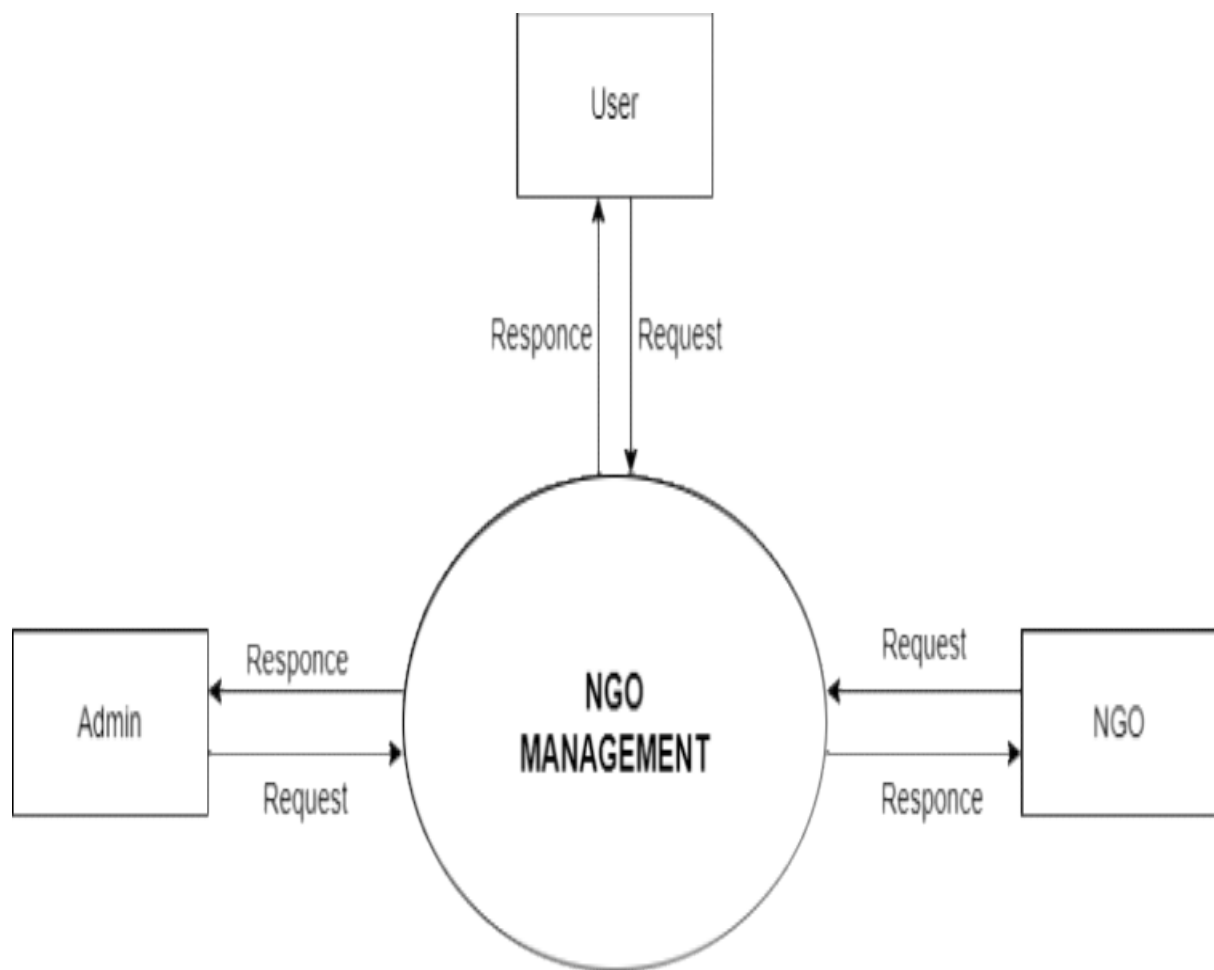 User
Responce
Request
Responce
Request
Admin
NGO
MANAGEMENT
NGO
Request
Responce